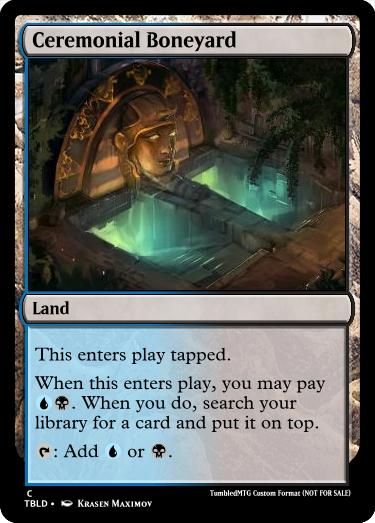 Ceremonial Boneyard
Land
This enters play tapped.
When this enters play, you may pay
. When you do, search your
library for a card and put it on top.
: Add or .
C
TumbledMTG Custom Format (NOT FOR SALE)
TBLD • Krasen Maximov